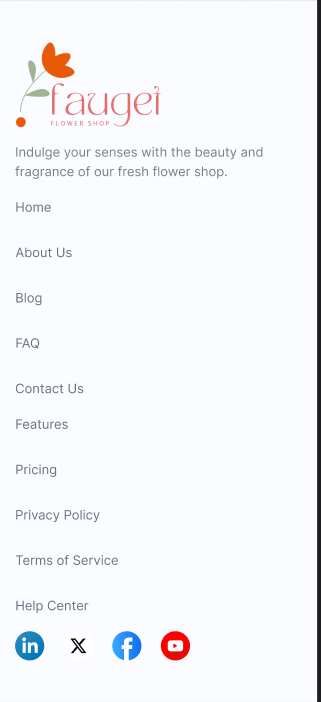 fauget
FLOWER SHOP
Indulge your senses with the beauty and
fragrance of our fresh flower shop.
Home
About Us
Blog
FAQ
Contact Us
Features
Pricing
Privacy Policy
Terms of Service
Help Center
in
X
f